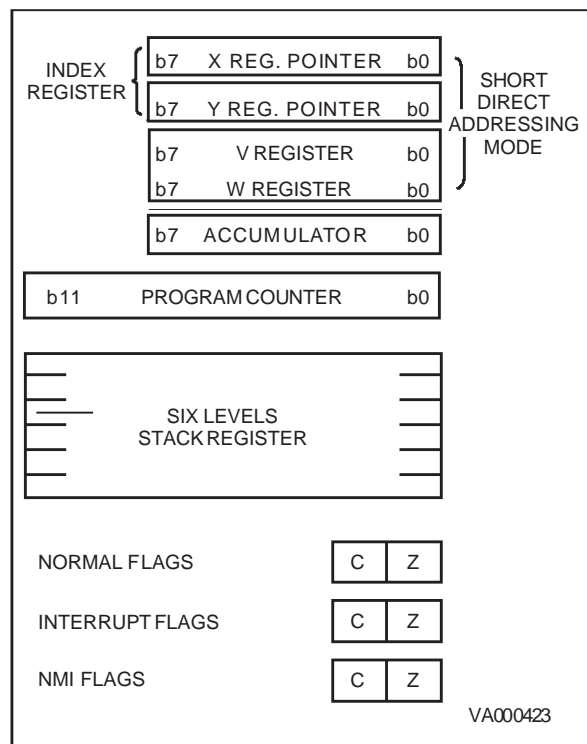 INDEX
REGISTER
b7 X REG. POINTER b0
b7 Y REG. POINTER b0
b7 V REGISTER b0
b7 W REGISTER b0
SHORT
DIRECT
ADDRESSING
MODE
b7 ACCUMULATOR b0
b11 PROGRAM COUNTER b0
SIX LEVELS
STACK REGISTER
NORMAL FLAGS C Z
INTERRUPT FLAGS C Z
NMI FLAGS C Z
VA000423